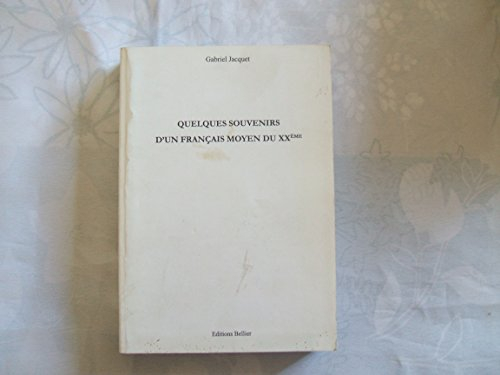 Gabriel Jacquet
QUELQUES SOUVENIRS
D'UN FRANÇAIS MOYEN DU XXÈME
Editions Bellier